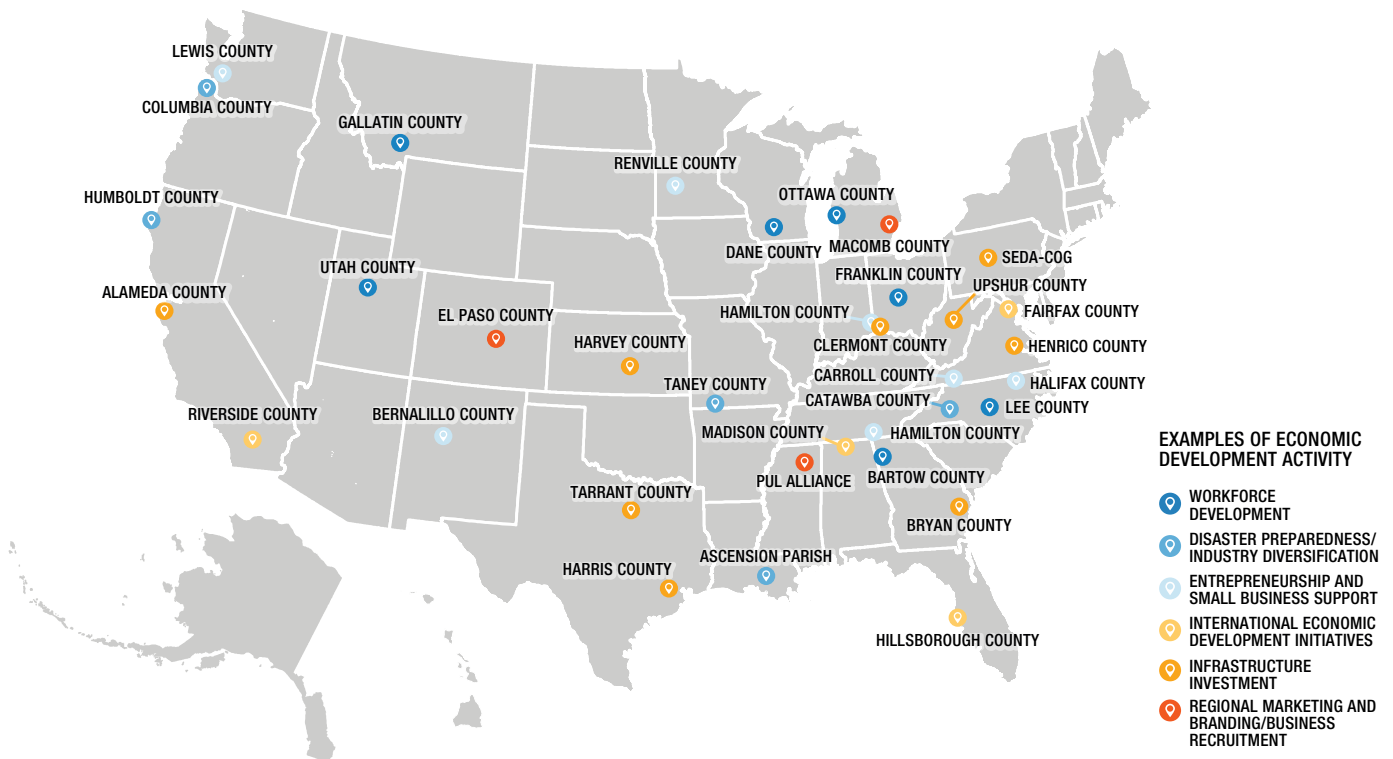 LEWIS COUNTY
COLUMBIA COUNTY
GALLATIN COUNTY
RENVILLE COUNTY
HUMBOLDT COUNTY
OTTAWA COUNTY
DANE COUNTY
MACOMB COUNTY
SEDA-COG
UTAH COUNTY
FRANKLIN COUNTY
UPSHUR COUNTY
ALAMEDA COUNTY
EL PASO COUNTY
HAMILTON COUNTY
FAIRFAX COUNTY
HARVEY COUNTY
CLERMONT COUNTY
HENRICO COUNTY
TANEY COUNTY
CARROLL COUNTY
HALIFAX COUNTY
CATAWBA COUNTY
LEE COUNTY
RIVERSIDE COUNTY
BERNALILLO COUNTY
MADISON COUNTY
HAMILTON COUNTY
PUL ALLIANCE
BARTOW COUNTY
TARRANT COUNTY
BRYAN COUNTY
ASCENSION PARISH
HARRIS COUNTY
HILLSBOROUGH COUNTY
EXAMPLES OF ECONOMIC
DEVELOPMENT ACTIVITY
WORKFORCE
DEVELOPMENT
DISASTER PREPAREDNESS/
INDUSTRY DIVERSIFICATION
ENTREPRENEURSHIP AND
SMALL BUSINESS SUPPORT
INTERNATIONAL ECONOMIC
DEVELOPMENT INITIATIVES
INFRASTRUCTURE
INVESTMENT
REGIONAL MARKETING AND
BRANDING/BUSINESS
RECRUITMENT